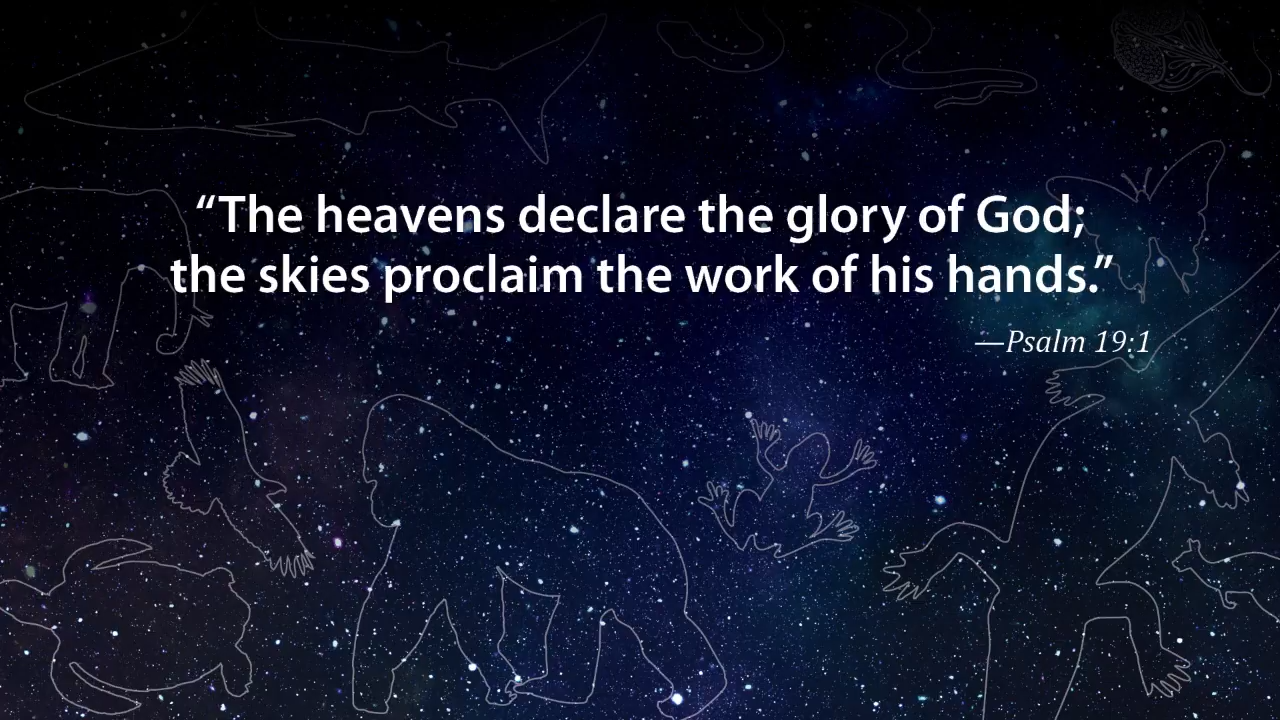 “The heavens declare the glory of God;
the skies proclaim the work of his hands.”
—Psalm 19:1